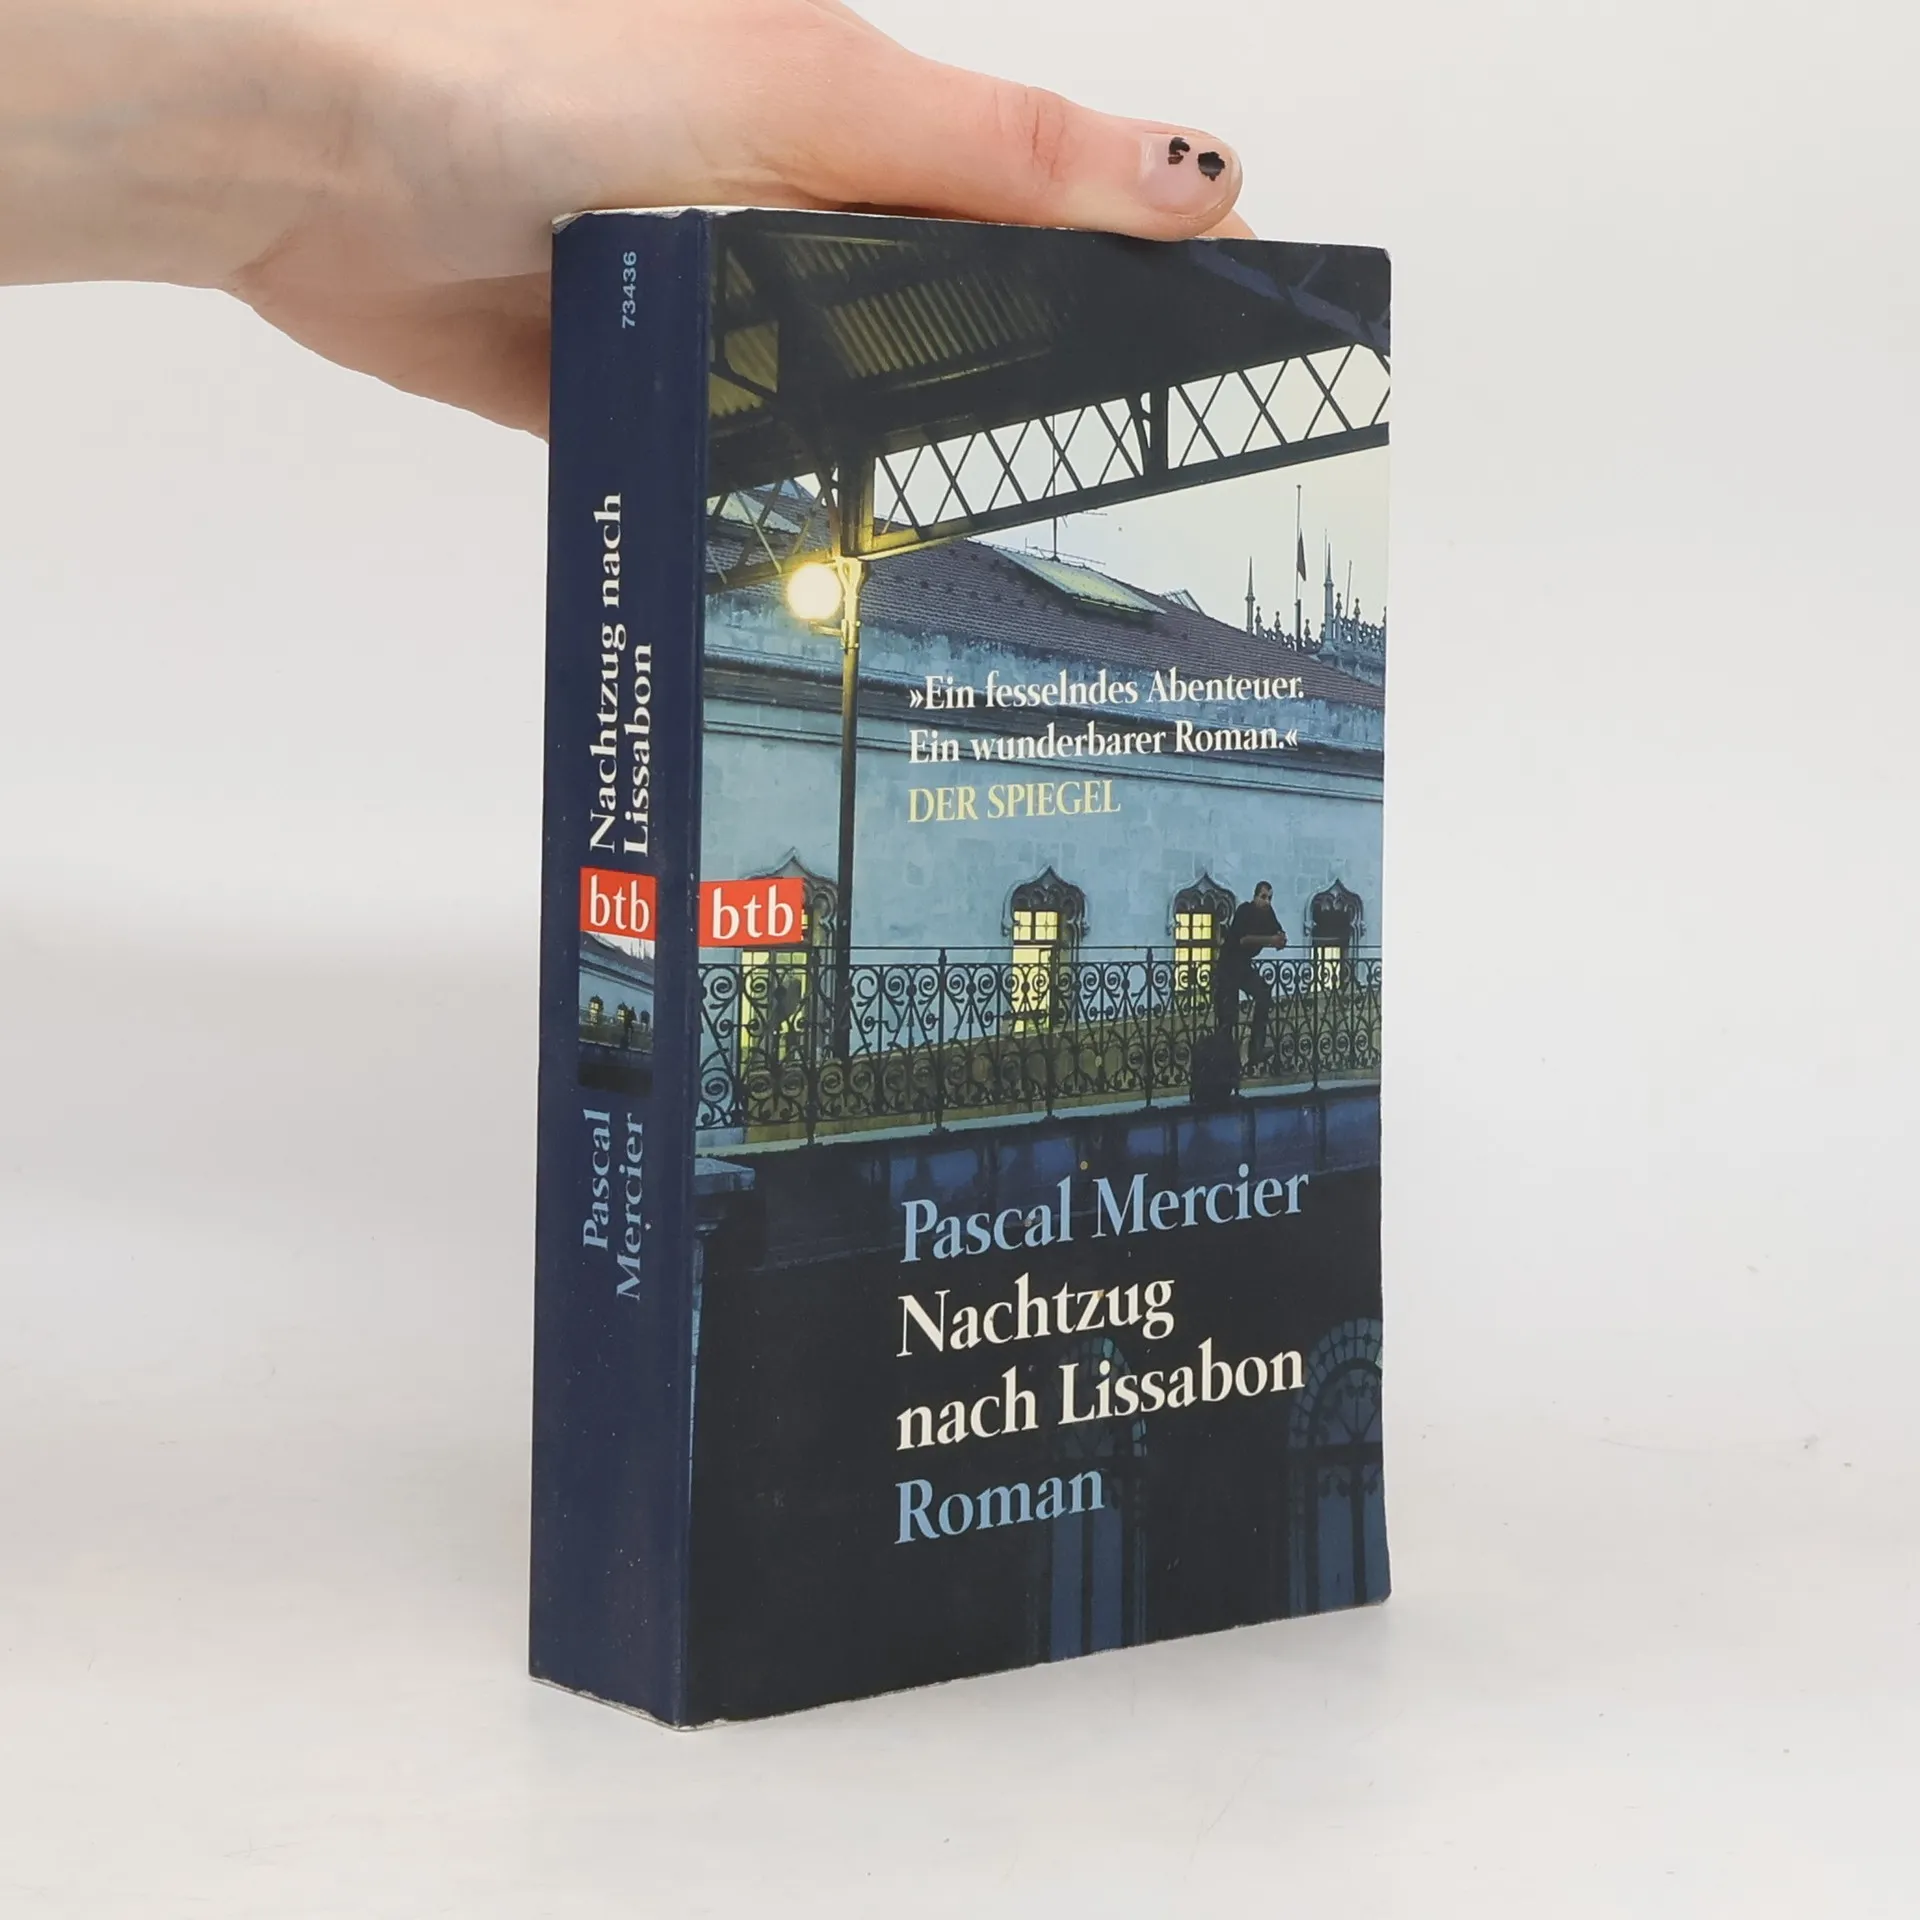 73436
Nachtzug nach
Lissabon
btb
Pascal
Mercier
»Ein fesselndes Abenteuer.
Ein wunderbarer Roman.«
DER SPIEGEL
btb
Pascal Mercier
Nachtzug
nach Lissabon
Roman